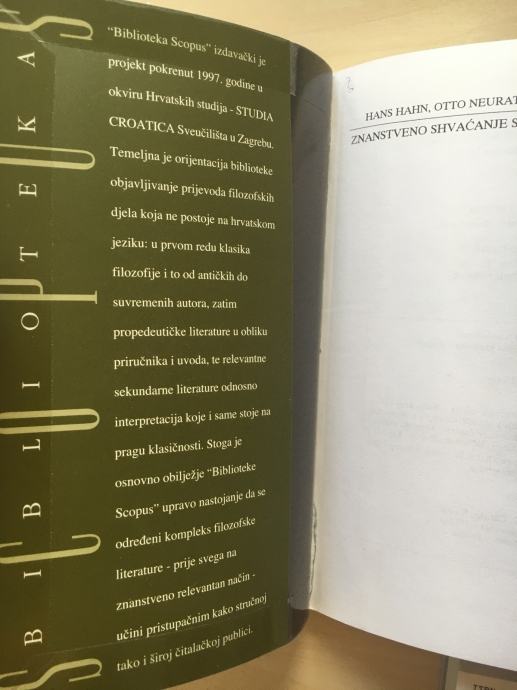 BIBLIOTEKA
SCOPUS
“Biblioteka Scopus” izdavački je
projekt pokrenut 1997. godine u
okviru Hrvatskih studija - STUDIA
CROATICA Sveučilišta u Zagrebu.
Temeljna je orijentacija biblioteke
objavljivanje prijevoda filozofskih
djela koja ne postoje na hrvatskom
jeziku: u prvom redu klasika
filozofije i to od antičkih do
suvremenih autora, zatim
propedeutičke literature u obliku
priručnika i uvoda, te relevantne
sekundarne literature odnosno
interpretacija koje i same stoje na
pragu klasičnosti. Stoga je
osnovno obilježje “Biblioteke
Scopus” upravo nastojanje da se
određeni kompleks filozofske
literature - prije svega na
znanstveno relevantan način -
učini pristupačnim kako stručnoj
tako i široj čitalačkoj publici.
HANS HAHN, OTTO NEURAT
ZNANSTVENO SHVAĆANJE S